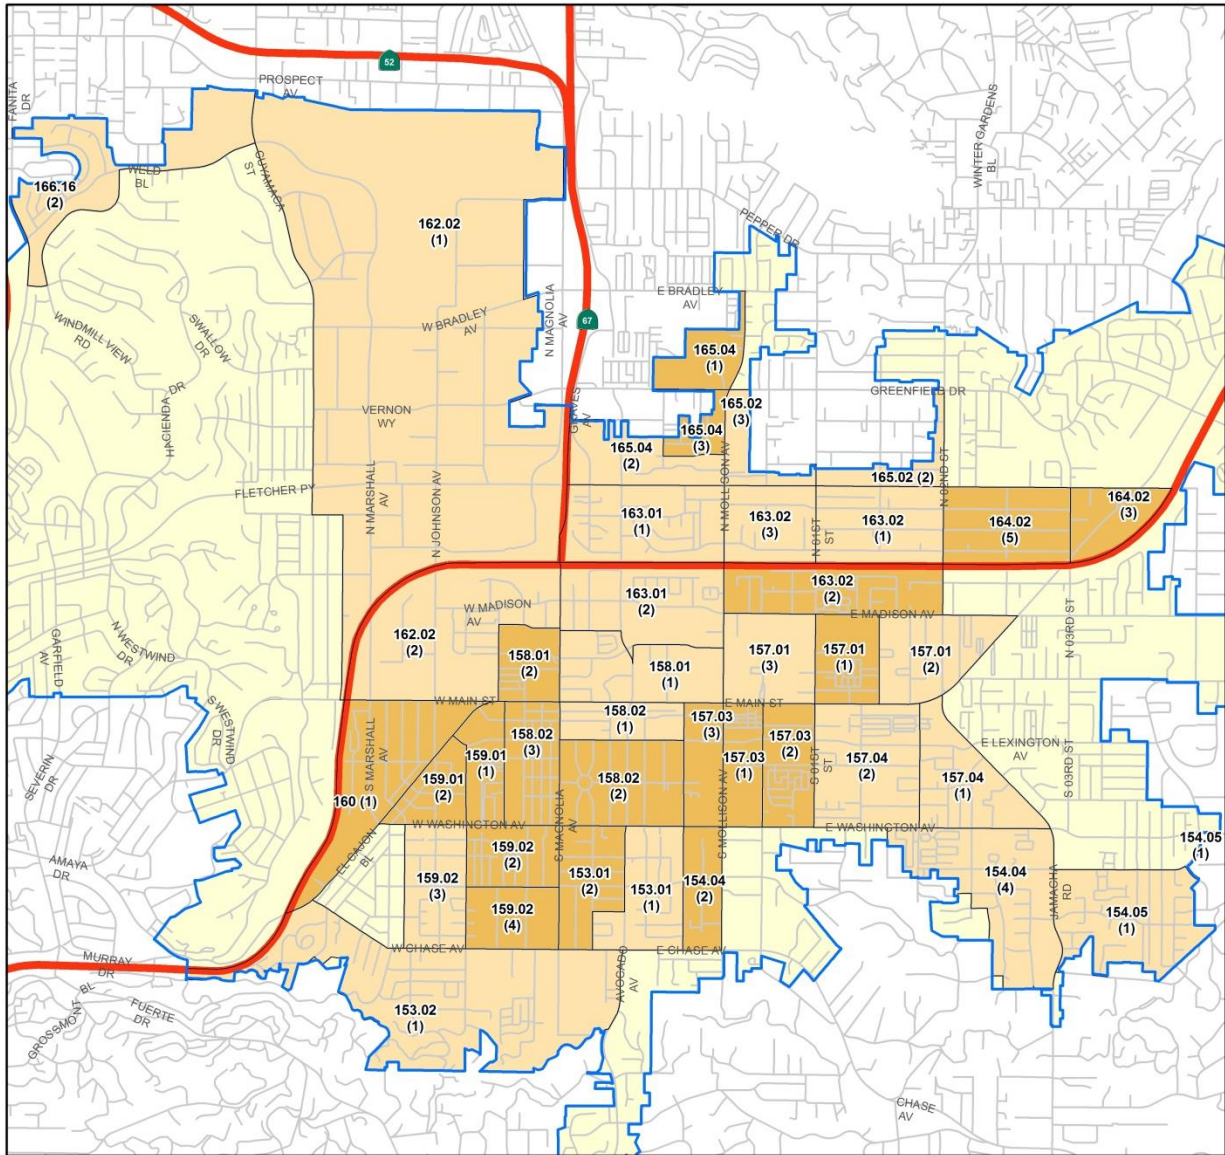 52
PROSPECT
AV
FANITA
DR
WINTER GARDENS
BL
WELD
BL
CUYAMACA
ST
166.16
(2)
162.02
(1)
PEPPER DR
E BRADLEY
AV
W BRADLEY
AV
N MAGNOLIA
AV
67
WINDMILL VIEW
RD
SWALLOW
DR
165.04
(1)
HACIENDA DR
GREENFIELD DR
VERNON
WY
GRAVES
AV
165.02
(3)
165.04
(3)
165.04
(2)
N MOLLISON AV
165.02 (2)
N 02ND ST
FLETCHER PY
N MARSHALL
AV
N JOHNSON AV
163.01
(1)
163.02
(3)
N 01ST
ST
163.02
(1)
164.02
(5)
164.02
(3)
163.02
(2)
163.01
(2)
W MADISON
AV
E MADISON AV
N 03RD ST
GARFIELD
AV
N WESTWIND
DR
162.02
(2)
158.01
(2)
158.01
(1)
157.01
(3)
157.01
(1)
157.01
(2)
W MAIN ST
E MAIN ST
S WESTWIND
DR
S MARSHALL
AV
158.02
(1)
158.02
(3)
157.03
(3)
157.03
(2)
157.03
(1)
S 01ST
ST
157.04
(2)
157.04
(1)
E LEXINGTON
AV
S 03RD ST
SEVERIN
DR
159.01
(1)
159.01
(2)
158.02
(2)
160 (1)
W WASHINGTON AV
S MAGNOLIA
AV
S MOLLISON AV
E WASHINGTON AV
154.05
(1)
EL CAJON
BL
AMAYA
DR
159.02
(2)
159.02
(3)
159.02
(4)
153.01
(2)
153.01
(1)
154.04
(2)
154.04
(4)
JAMACHA
RD
154.05
(1)
W CHASE AV
E CHASE AV
MURRAY
DR
AVOCADO
AV
GROSSMONT BL
FUERTE
DR
153.02
(1)
CHASE
AV